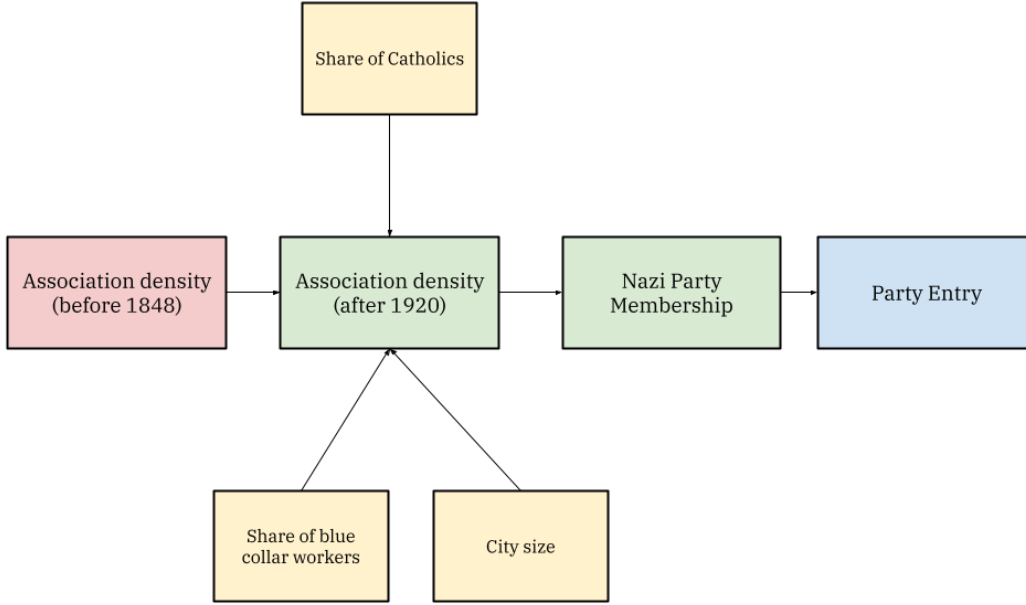 Share of Catholics
Association density
(before 1848)
Association density
(after 1920)
Nazi Party
Membership
Party Entry
Share of blue
collar workers
City size